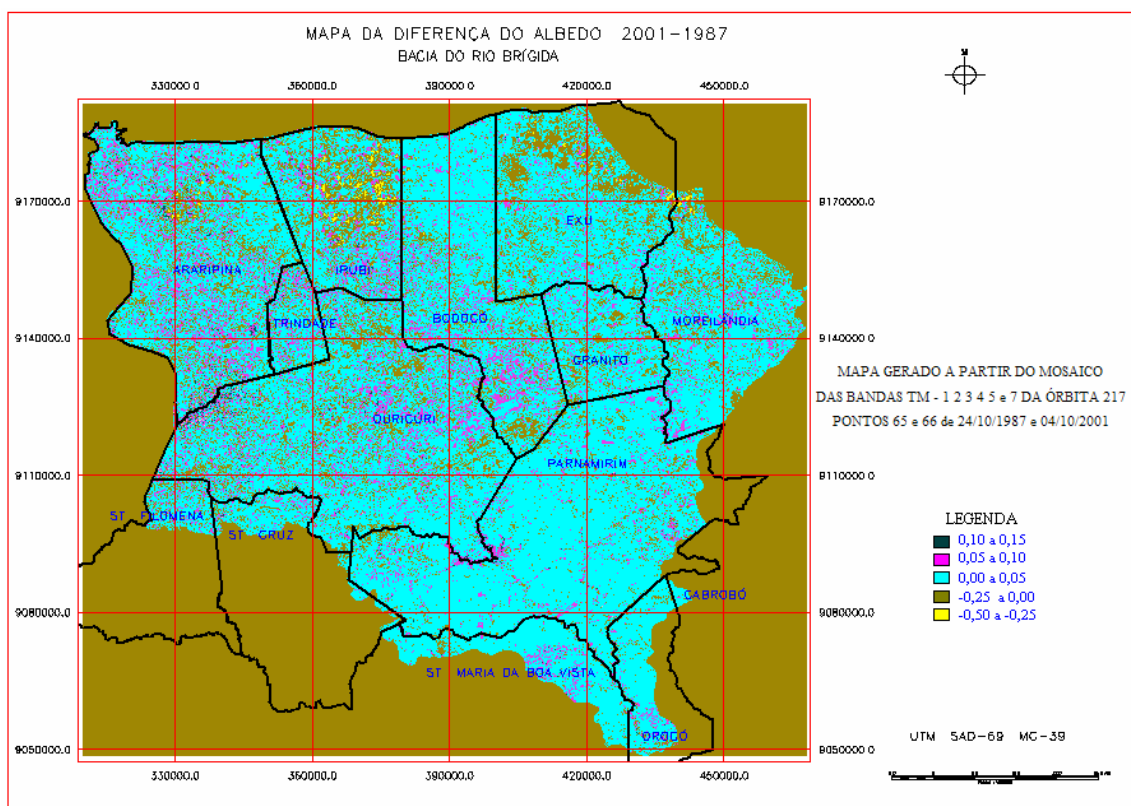 MAPA DA DIFERENÇA DO ALBEDO 2001-1987
BACIA DO RIO BRÍGIDA
330000.0 360000.0 390000.0 420000.0 450000.0
9170000.0 9170000.0
EXU
ARARIPINA IPUBI
TRINDADE BODOCÓ MOREILANDIA
9140000.0 9140000.0
GRANITO
MAPA GERADO A PARTIR DO MOSAICO
DAS BANDAS TM - 1 2 3 4 5 e 7 DA ÓRBITA 217
PONTOS 65 e 66 de 24/10/1987 e 04/10/2001
OURICURI
PARNAMIRIM
9110000.0 9110000.0
ST FILOMENA
ST CRUZ
LEGENDA
0,10 a 0,15
0,05 a 0,10
0,00 a 0,05
-0,25 a 0,00
-0,50 a -0,25
CABROBÓ
9080000.0 9080000.0
ST MARIA DA BOA VISTA
OROCÓ
9050000.0 9050000.0
UTM SAD-69 MC-39
330000.0 360000.0 390000.0 420000.0 450000.0